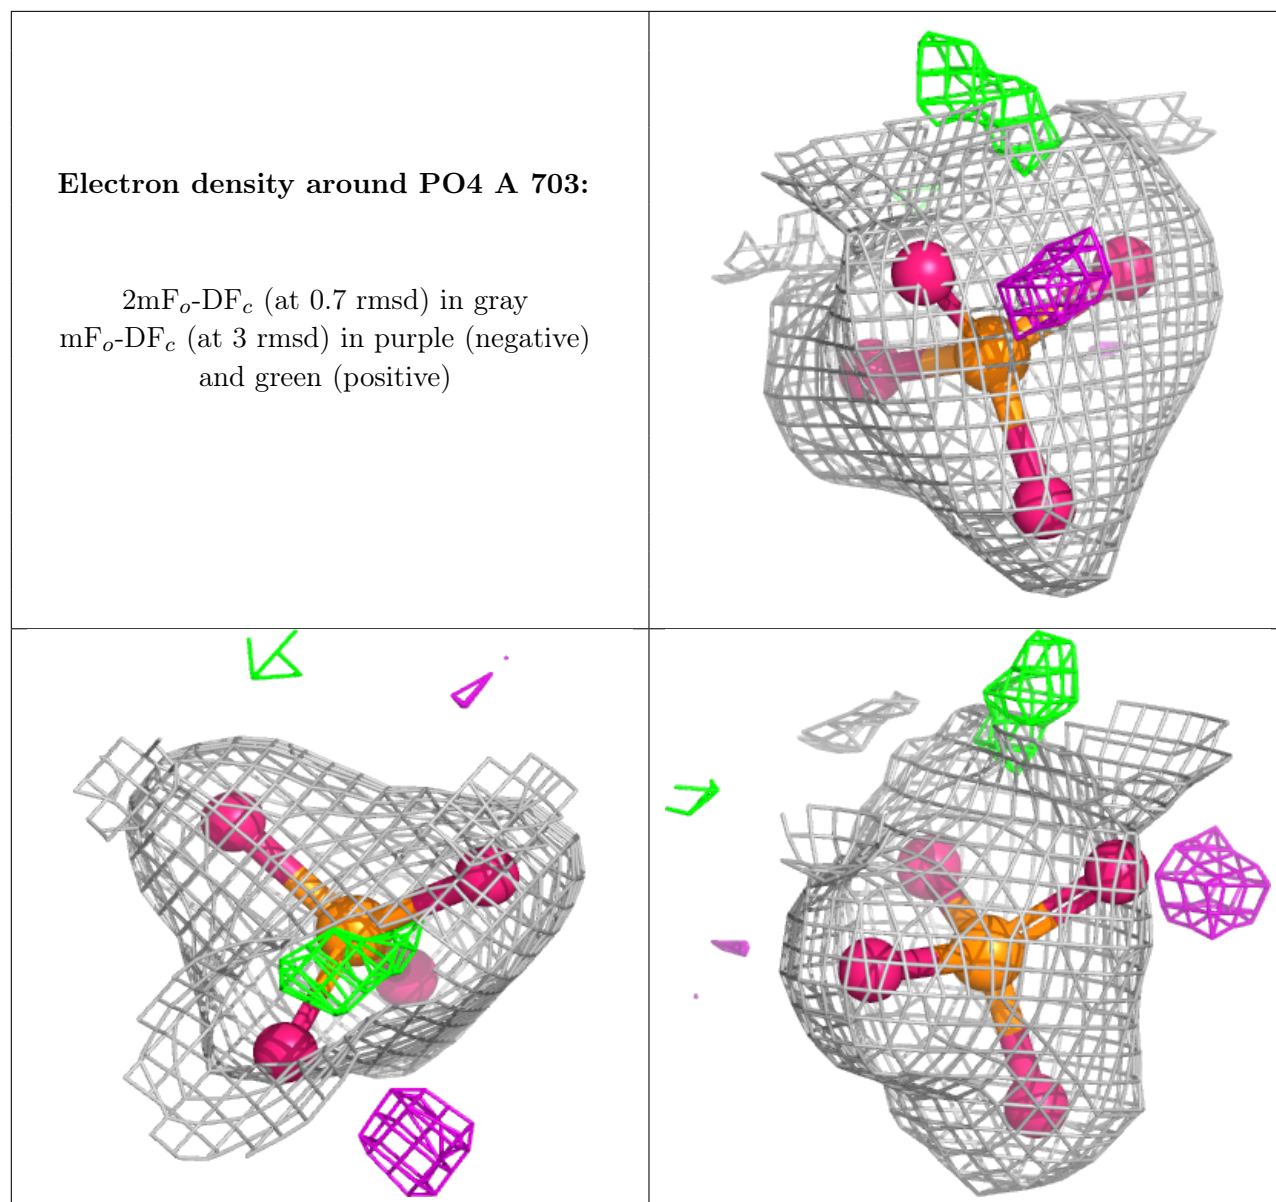 Electron density around PO4 A 703:
2mFo-DFc (at 0.7 rmsd) in gray
mFo-DFc (at 3 rmsd) in purple (negative)
and green (positive)